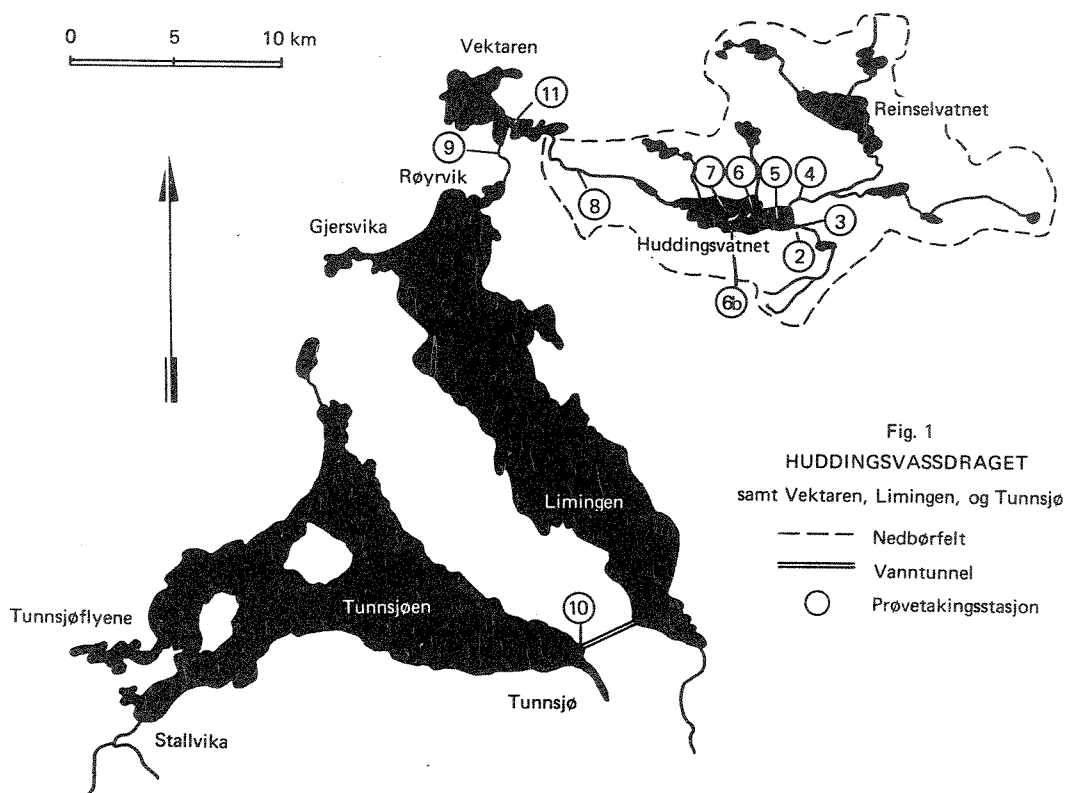 0 5 10 km
Vektaren
11
Reinselvatnet
9
Røyrvik
7 6 5 4
8
3
Gjersvika
Huddingsvatnet
2
6b
Fig. 1
HUDDINGSVASSDRAGET
samt Vektaren, Limingen, og Tunnsjø
Limingen
Nedbørfelt
Vanntunnel
10
Prøvetakingsstasjon
Tunnsjøflyene
Tunnsjøen
Tunnsjø
Stallvika